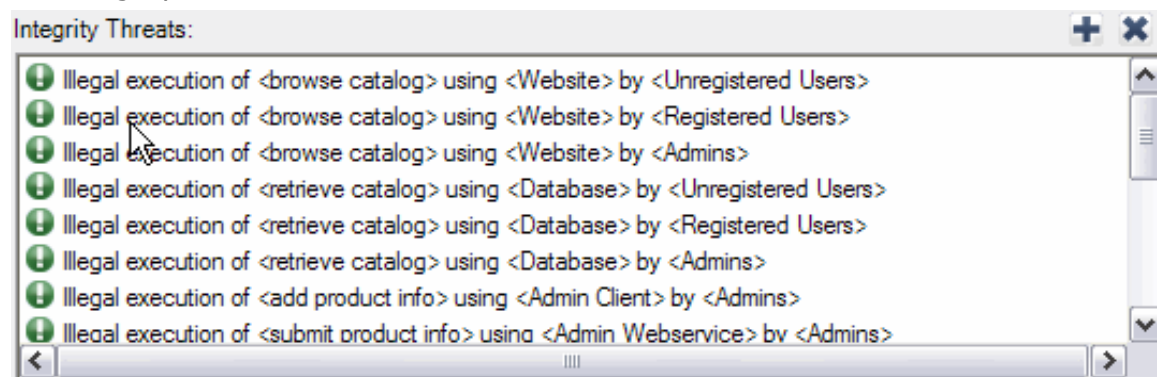 Integrity Threats:
Illegal execution of <browse catalog> using <Website> by <Unregistered Users>
Illegal execution of <browse catalog> using <Website> by <Registered Users>
Illegal execution of <browse catalog> using <Website> by <Admins>
Illegal execution of <retrieve catalog> using <Database> by <Unregistered Users>
Illegal execution of <retrieve catalog> using <Database> by <Registered Users>
Illegal execution of <retrieve catalog> using <Database> by <Admins>
Illegal execution of <add product info> using <Admin Client> by <Admins>
Illegal execution of <submit product info> using <Admin Webservice> by <Admins>